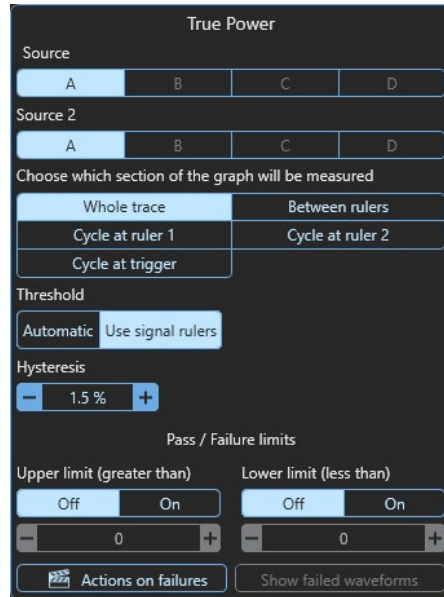 True Power
Source
A B C D
Source 2
A B C D
Choose which section of the graph will be measured
Whole trace Between rulers
Cycle at ruler 1 Cycle at ruler 2
Cycle at trigger
Threshold
Automatic Use signal rulers
Hysteresis
− 1.5 % +
Pass / Failure limits
Upper limit (greater than) Lower limit (less than)
Off On Off On
− 0 + − 0 +
Actions on failures Show failed waveforms